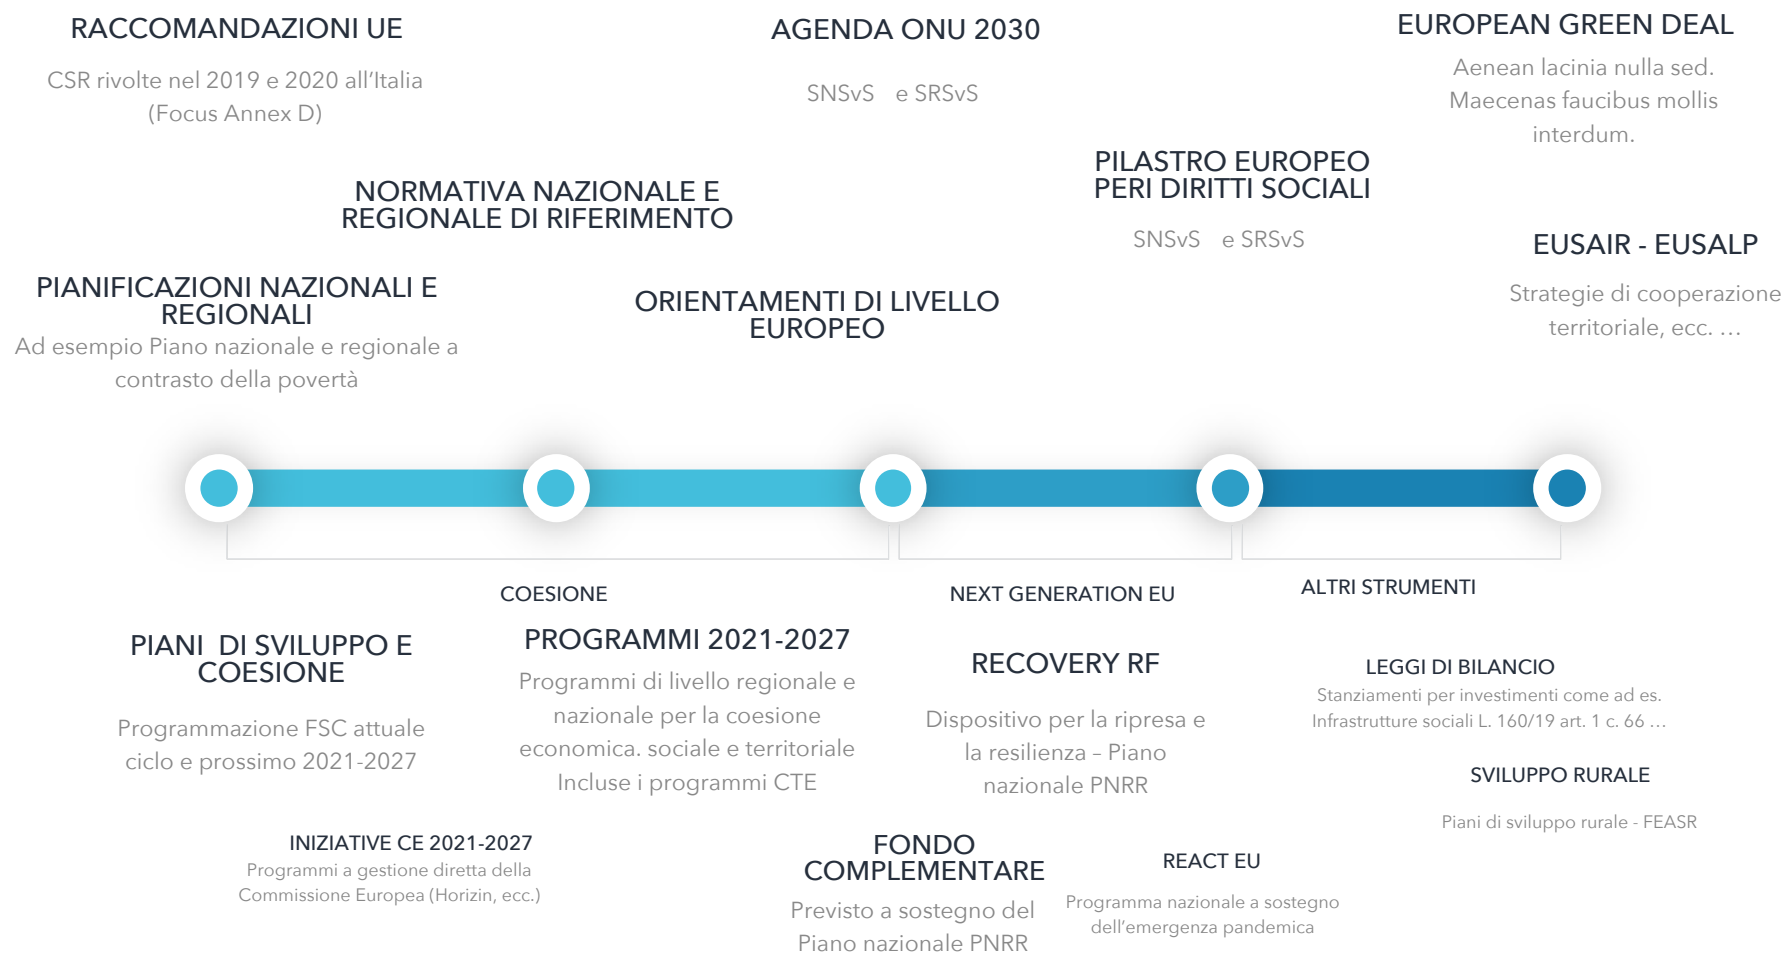 RACCOMANDAZIONI UE
CSR rivolte nel 2019 e 2020 all'Italia
(Focus Annex D)
AGENDA ONU 2030
SNSvS e SRSvS
EUROPEAN GREEN DEAL
Aenean lacinia nulla sed.
Maecenas faucibus mollis
interdum.
NORMATIVA NAZIONALE E
REGIONALE DI RIFERIMENTO
PILASTRO EUROPEO
PERI DIRITTI SOCIALI
SNSvS e SRSvS
EUSAIR - EUSALP
Strategie di cooperazione
territoriale, ecc. …
PIANIFICAZIONI NAZIONALI E
REGIONALI
Ad esempio Piano nazionale e regionale a
contrasto della povertà
ORIENTAMENTI DI LIVELLO
EUROPEO
COESIONE
NEXT GENERATION EU
ALTRI STRUMENTI
PIANI DI SVILUPPO E
COESIONE
Programmazione FSC attuale
ciclo e prossimo 2021-2027
PROGRAMMI 2021-2027
Programmi di livello regionale e
nazionale per la coesione
economica. sociale e territoriale
Incluse i programmi CTE
RECOVERY RF
Dispositivo per la ripresa e
la resilienza – Piano
nazionale PNRR
LEGGI DI BILANCIO
Stanziamenti per investimenti come ad es.
Infrastrutture sociali L. 160/19 art. 1 c. 66 …
SVILUPPO RURALE
Piani di sviluppo rurale - FEASR
INIZIATIVE CE 2021-2027
Programmi a gestione diretta della
Commissione Europea (Horizin, ecc.)
FONDO
COMPLEMENTARE
Previsto a sostegno del
Piano nazionale PNRR
REACT EU
Programma nazionale a sostegno
dell'emergenza pandemica